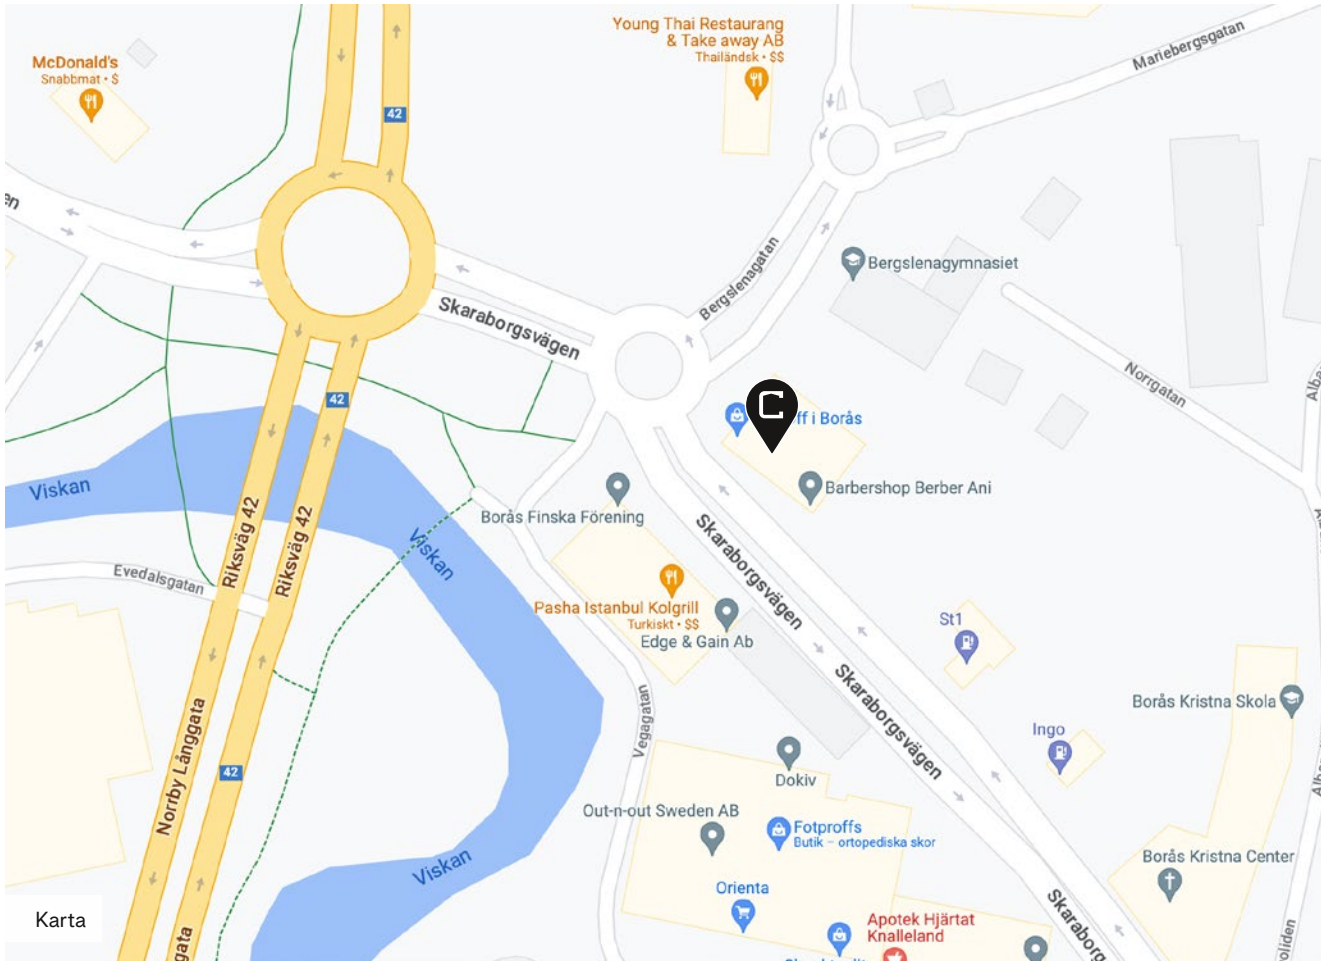 McDonald's
Snabbmat • $
42
Young Thai Restaurang
& Take away AB
Thailändsk • $$
Mariebergsgatan
Bergslenagatan
Bergslenagymnasiet
Skaraborgsvägen
Norrgatan
42
i Borås
Barbershop Berber Ani
Viskan
Riksväg 42
Riksväg 42
Viskan
Borås Finska Förening
Skaraborgsvägen
Evedalsgatan
Pasha Istanbul Kolgrill
Turkiskt • $$
Edge & Gain Ab
St1
Skaraborgsvägen
Vegagatan
Borås Kristna Skola
Ingo
Norrby Långgata
42
Dokiv
Out-n-out Sweden AB
Fotproffs
Butik – ortopediska skor
Viskan
Borås Kristna Center
Orienta
Karta
Apotek Hjärtat
Knalleland
Skaraborg
gata